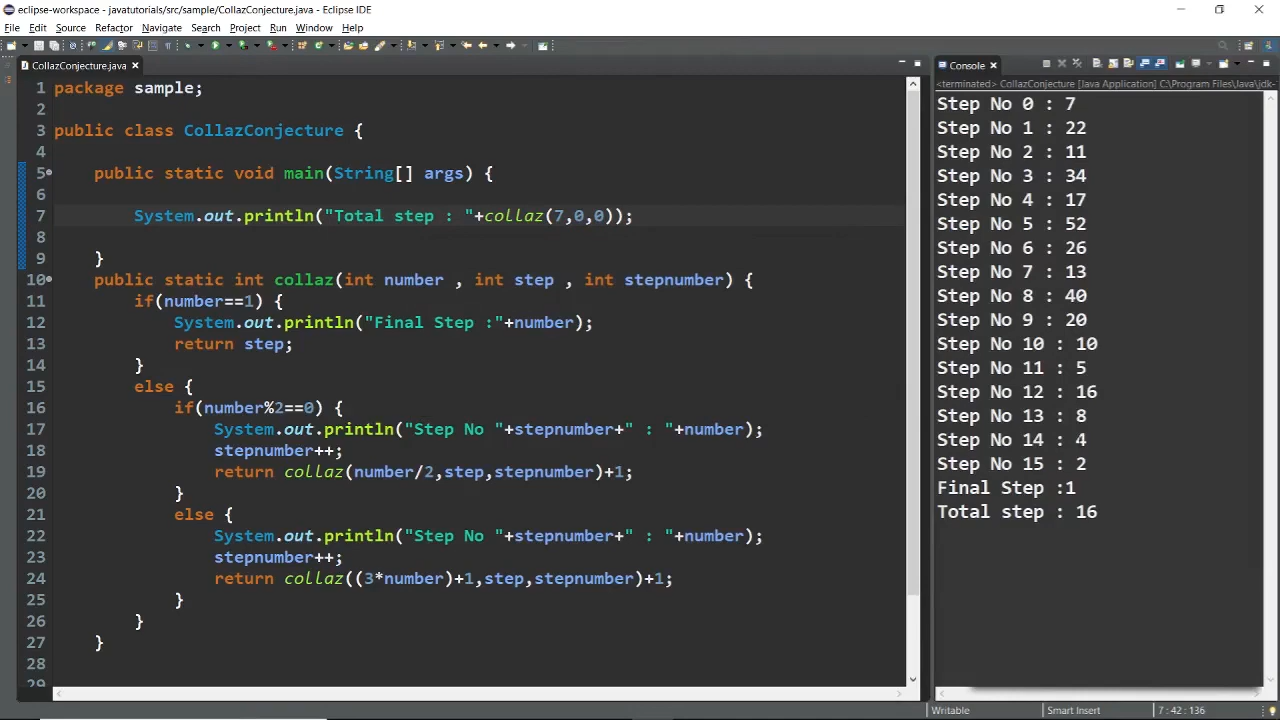 eclipse-workspace - javatutorials/src/sample/CollazConjecture.java - Eclipse IDE
File Edit Source Refactor Navigate Search Project Run Window Help
CollazConjecture.java
1 package sample;
2
3 public class CollazConjecture {
4
5 public static void main(String[] args) {
6
7 System.out.println("Total step : "+collaz(7,0,0));
8
9 }
10 public static int collaz(int number , int step , int stepnumber) {
11 if(number==1) {
12 System.out.println("Final Step :"+number);
13 return step;
14 }
15 else {
16 if(number%2==0) {
17 System.out.println("Step No "+stepnumber+" : "+number);
18 stepnumber++;
19 return collaz(number/2,step,stepnumber)+1;
20 }
21 else {
22 System.out.println("Step No "+stepnumber+" : "+number);
23 stepnumber++;
24 return collaz((3*number)+1,step,stepnumber)+1;
25 }
26 }
27 }
28
29
Console
<terminated> CollazConjecture [Java Application] C:\Program Files\Java\jdk-
Step No 0 : 7
Step No 1 : 22
Step No 2 : 11
Step No 3 : 34
Step No 4 : 17
Step No 5 : 52
Step No 6 : 26
Step No 7 : 13
Step No 8 : 40
Step No 9 : 20
Step No 10 : 10
Step No 11 : 5
Step No 12 : 16
Step No 13 : 8
Step No 14 : 4
Step No 15 : 2
Final Step :1
Total step : 16
Writable Smart Insert 7 : 42 : 136